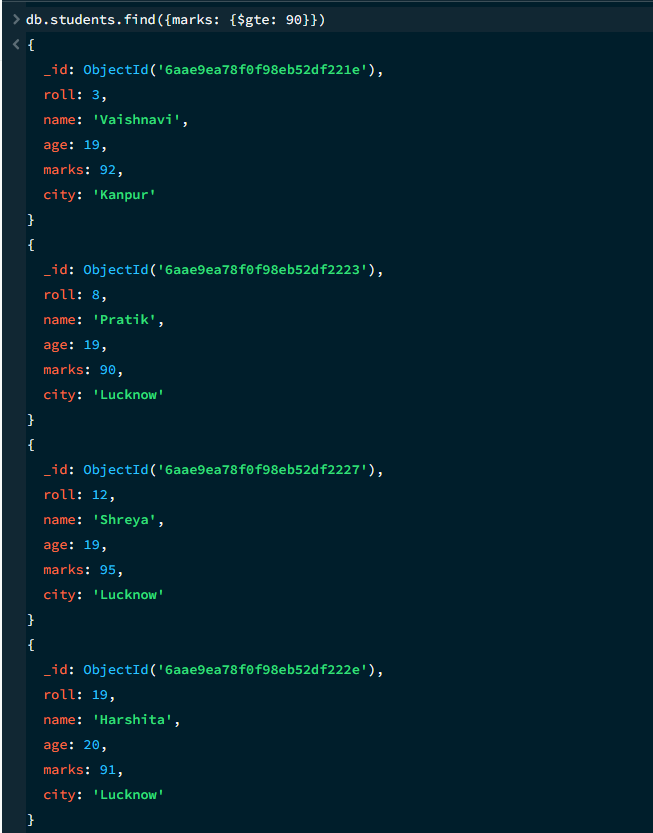 db.students.find({marks: {$gte: 90}})
{
_id: ObjectId('6aae9ea78f0f98eb52df221e'),
roll: 3,
name: 'Vaishnavi',
age: 19,
marks: 92,
city: 'Kanpur'
}
{
_id: ObjectId('6aae9ea78f0f98eb52df2223'),
roll: 8,
name: 'Pratik',
age: 19,
marks: 90,
city: 'Lucknow'
}
{
_id: ObjectId('6aae9ea78f0f98eb52df2227'),
roll: 12,
name: 'Shreya',
age: 19,
marks: 95,
city: 'Lucknow'
}
{
_id: ObjectId('6aae9ea78f0f98eb52df222e'),
roll: 19,
name: 'Harshita',
age: 20,
marks: 91,
city: 'Lucknow'
}